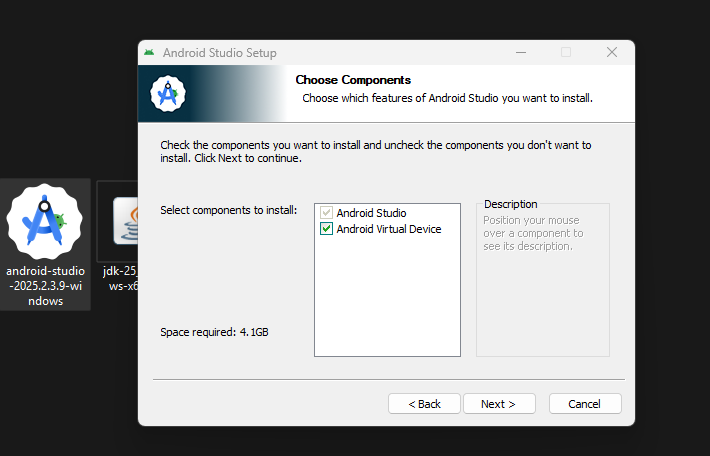 Android Studio Setup
Choose Components
Choose which features of Android Studio you want to install.
Check the components you want to install and uncheck the components you don't want to
install. Click Next to continue.
Select components to install:
Android Studio
Android Virtual Device
Description
Position your mouse
over a component to
see its description.
Space required: 4.1GB
< Back
Next >
Cancel
android-studio
-2025.2.3.9-wi
ndows
jdk-25_
ws-x6